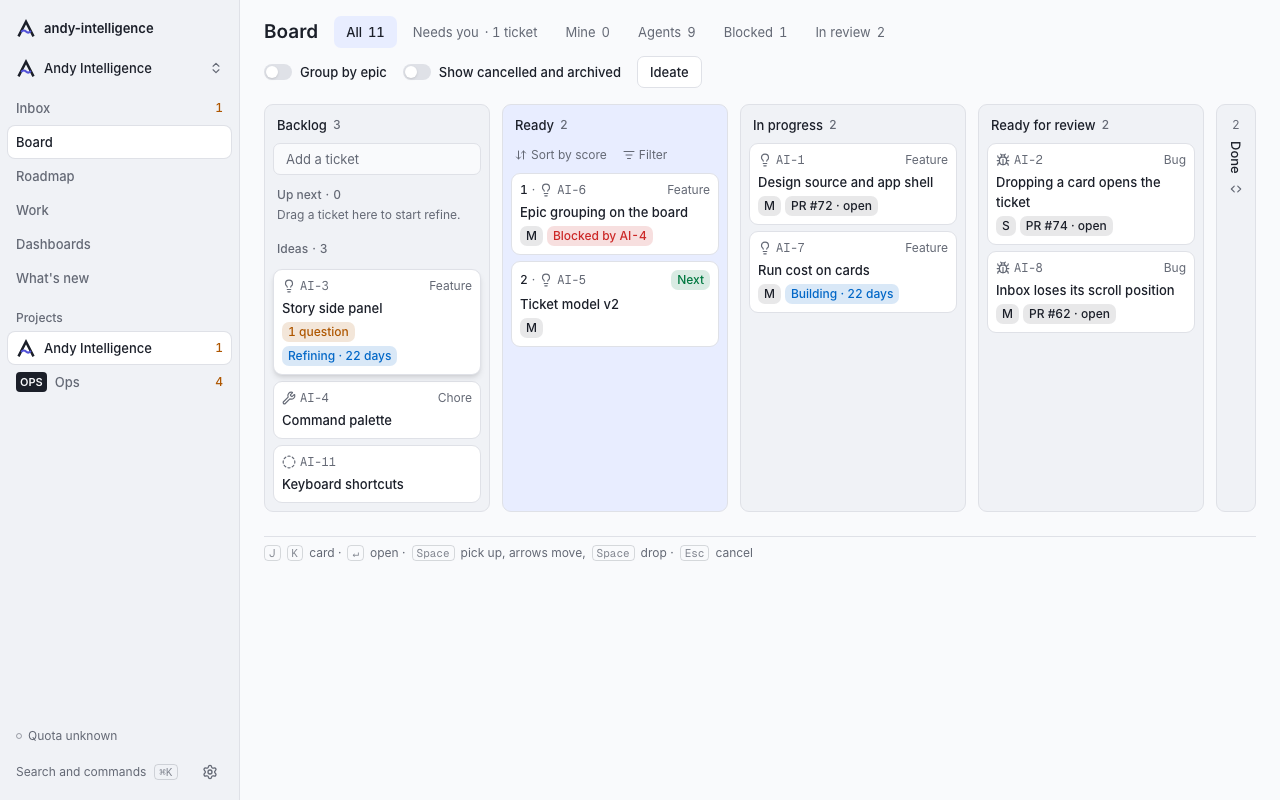 andy-intelligence
Andy Intelligence
Inbox 1
Board
Roadmap
Work
Dashboards
What's new
Projects
Andy Intelligence 1
OPS Ops 4
Quota unknown
Search and commands ⌘K
Board All 11 Needs you · 1 ticket Mine 0 Agents 9 Blocked 1 In review 2
Group by epic Show cancelled and archived Ideate
Backlog 3
Add a ticket
Up next · 0
Drag a ticket here to start refine.
Ideas · 3
AI-3 Feature
Story side panel
1 question
Refining · 22 days
AI-4 Chore
Command palette
AI-11
Keyboard shortcuts
Ready 2
Sort by score Filter
1 · AI-6 Feature
Epic grouping on the board
M Blocked by AI-4
2 · AI-5 Next
Ticket model v2
M
In progress 2
AI-1 Feature
Design source and app shell
M PR #72 · open
AI-7 Feature
Run cost on cards
M Building · 22 days
Ready for review 2
AI-2 Bug
Dropping a card opens the
ticket
S PR #74 · open
AI-8 Bug
Inbox loses its scroll position
M PR #62 · open
2
Done
J K card · ↵ open · Space pick up, arrows move, Space drop · Esc cancel